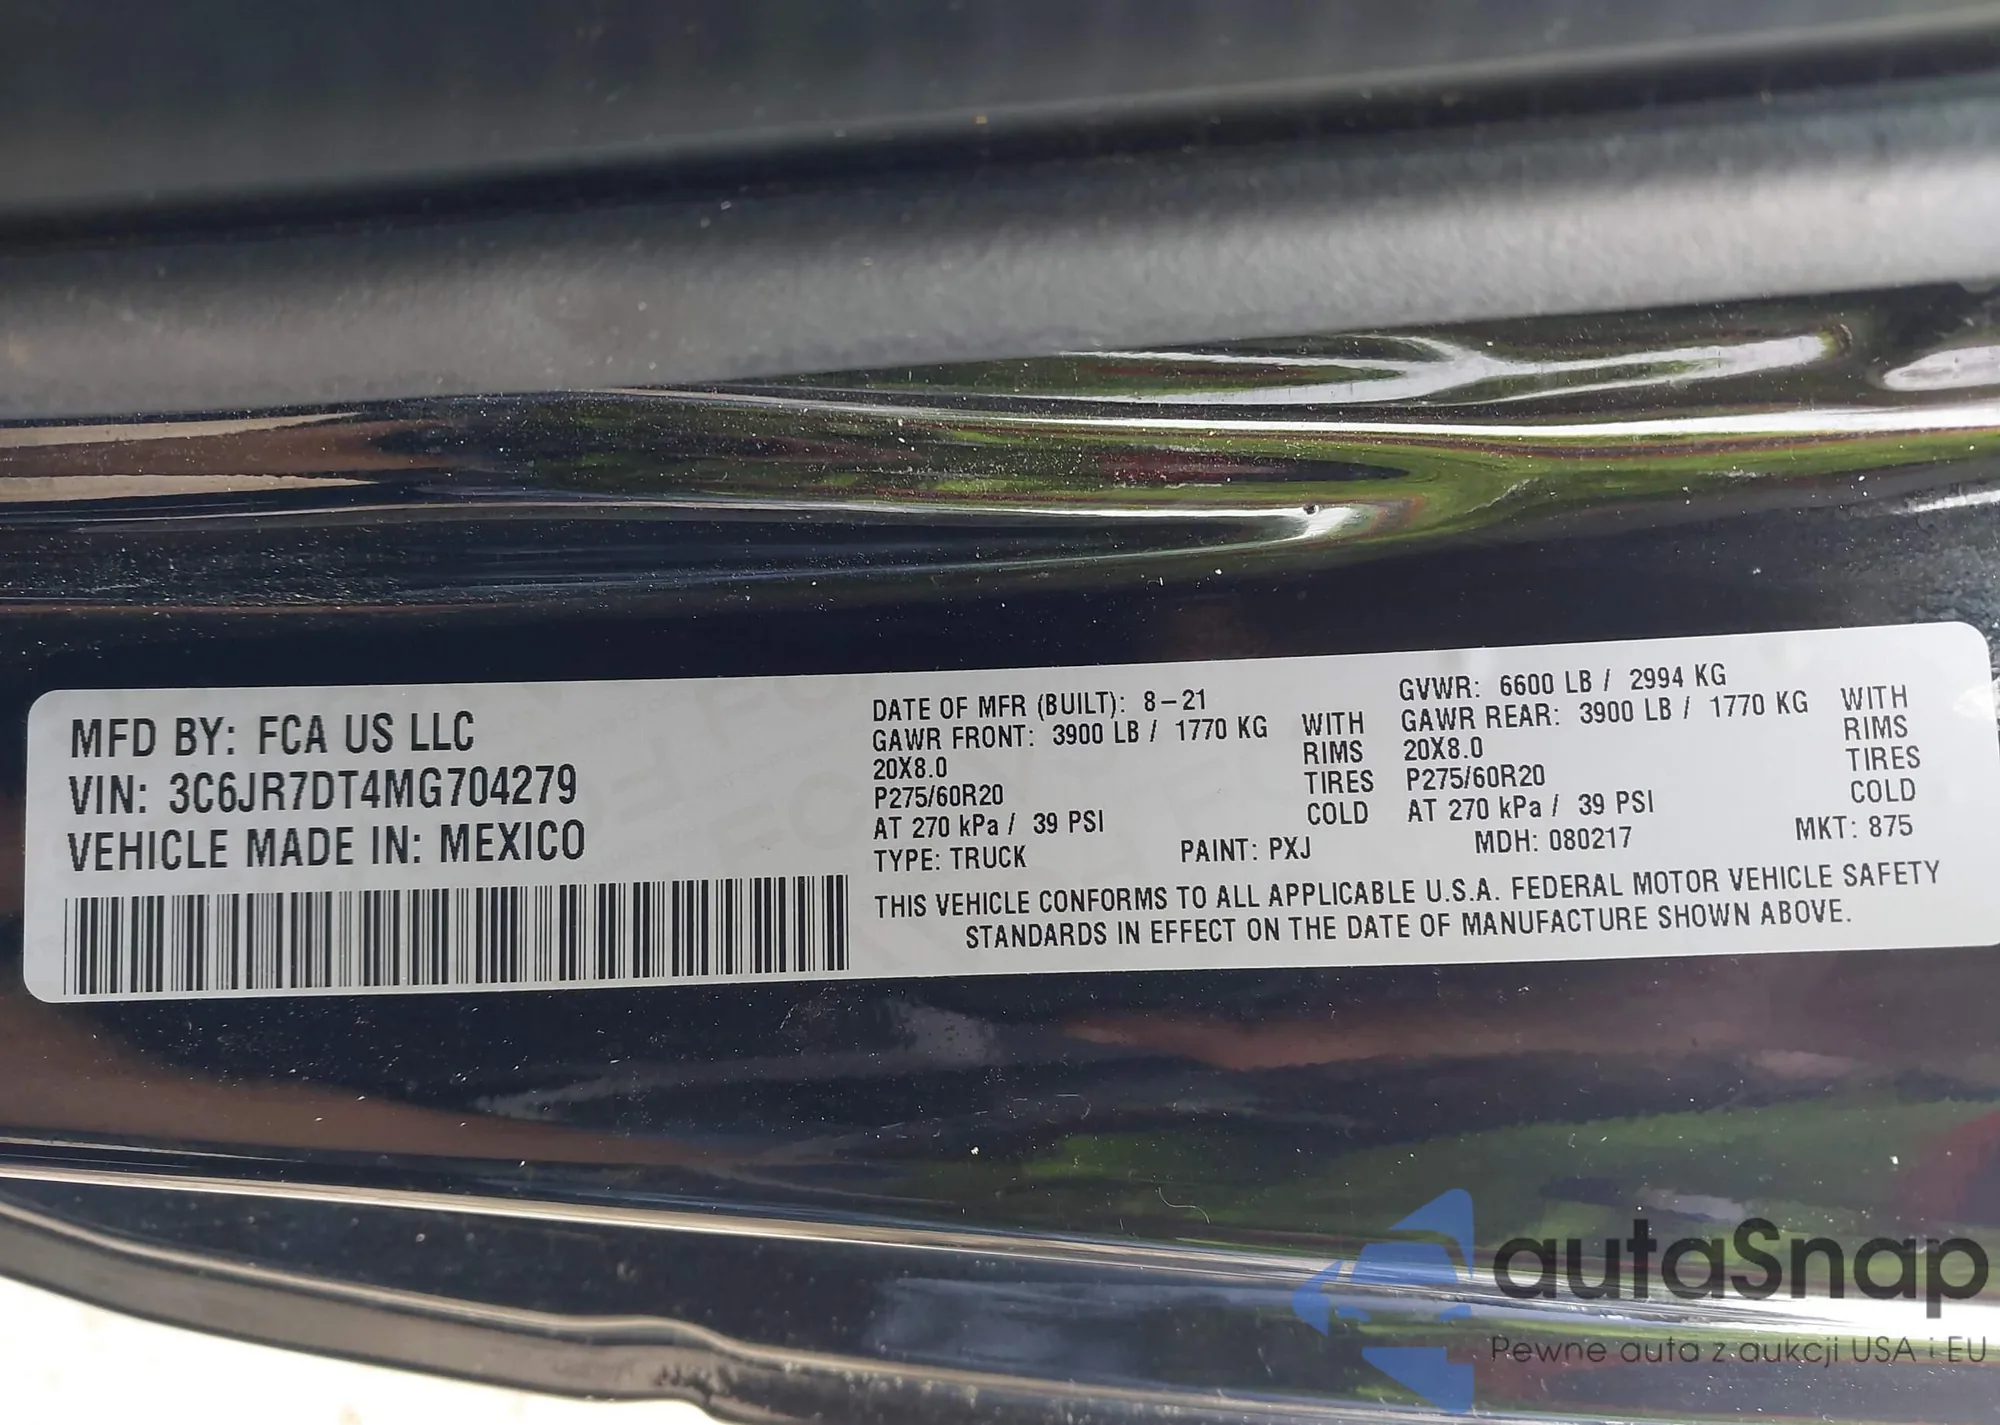 MFD BY: FCA US LLC
VIN: 3C6JR7DT4MG704279
VEHICLE MADE IN: MEXICO
DATE OF MFR (BUILT): 8-21
GAWR FRONT: 3900 LB / 1770 KG WITH
20X8.0 RIMS
P275/60R20 TIRES
AT 270 kPa / 39 PSI COLD
GVWR: 6600 LB / 2994 KG
GAWR REAR: 3900 LB / 1770 KG WITH
20X8.0 RIMS
P275/60R20 TIRES
AT 270 kPa / 39 PSI COLD
TYPE: TRUCK PAINT: PXJ MDH: 080217 MKT: 875
THIS VEHICLE CONFORMS TO ALL APPLICABLE U.S.A. FEDERAL MOTOR VEHICLE SAFETY
STANDARDS IN EFFECT ON THE DATE OF MANUFACTURE SHOWN ABOVE.
autaSnap
Pewne auta z aukcji USA i EU